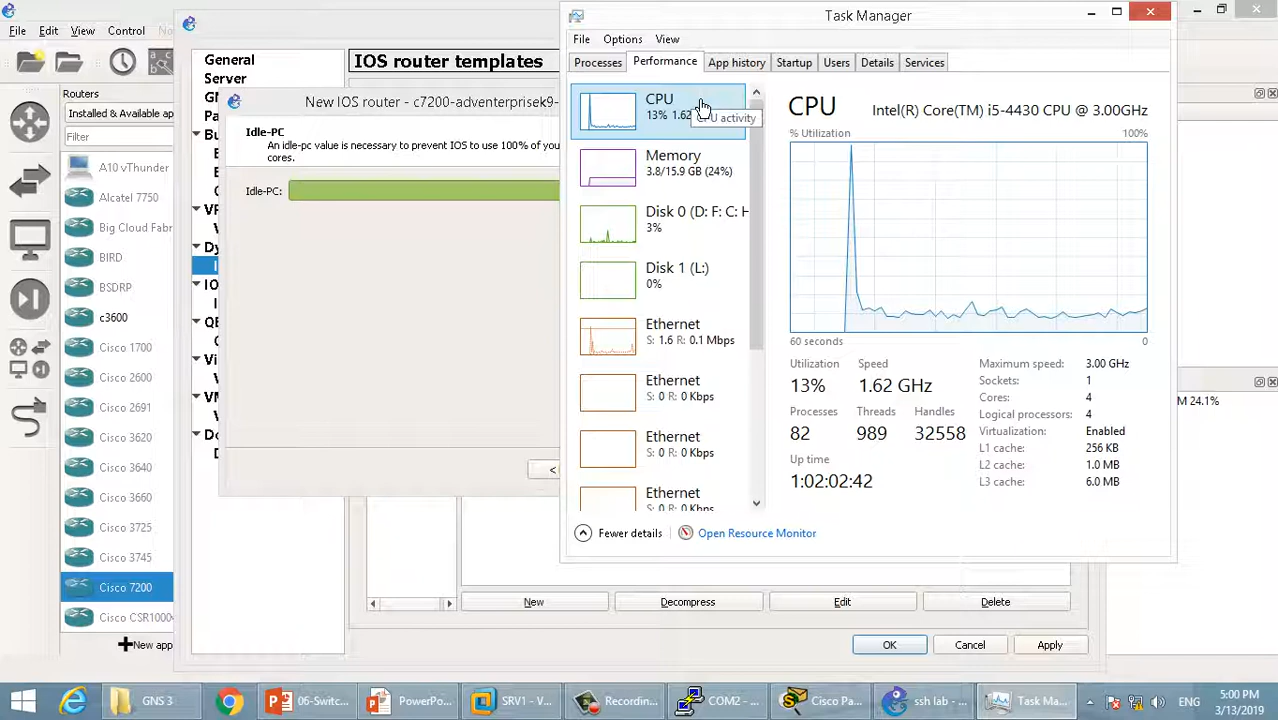 File Edit View Control
Routers
Installed & Available
Filter
A10 vThunder
Alcatel 7750
Big Cloud Fabr
BIRD
BSDRP
c3600
Cisco 1700
Cisco 2600
Cisco 2691
Cisco 3620
Cisco 3640
Cisco 3660
Cisco 3725
Cisco 3745
Cisco 7200
Cisco CSR1000
New app
General
Server
IOS router templates
New IOS router - c7200-adventerprisek9-
Idle-PC
An idle-pc value is necessary to prevent IOS to use 100% of you
cores.
Idle-PC:
<
New
Decompress
Edit
Delete
OK
Cancel
Apply
Task Manager
File Options View
Processes Performance App history Startup Users Details Services
CPU
13% 1.62
CPU activity
Memory
3.8/15.9 GB (24%)
Disk 0 (D: F: C: H
3%
Disk 1 (L:)
0%
Ethernet
S: 1.6 R: 0.1 Mbps
Ethernet
S: 0 R: 0 Kbps
Ethernet
S: 0 R: 0 Kbps
Ethernet
S: 0 R: 0 Kbps
CPU Intel(R) Core(TM) i5-4430 CPU @ 3.00GHz
% Utilization 100%
60 seconds 0
Utilization Speed
13% 1.62 GHz
Processes Threads Handles
82 989 32558
Up time
1:02:02:42
Maximum speed: 3.00 GHz
Sockets: 1
Cores: 4
Logical processors: 4
Virtualization: Enabled
L1 cache: 256 KB
L2 cache: 1.0 MB
L3 cache: 6.0 MB
Fewer details Open Resource Monitor
M 24.1%
GNS 3
06-Switc...
PowerPo...
SRV1 - V...
Recording...
COM2 - ...
Cisco Pa...
ssh lab - ...
Task Ma...
ENG
5:00 PM
3/13/2019